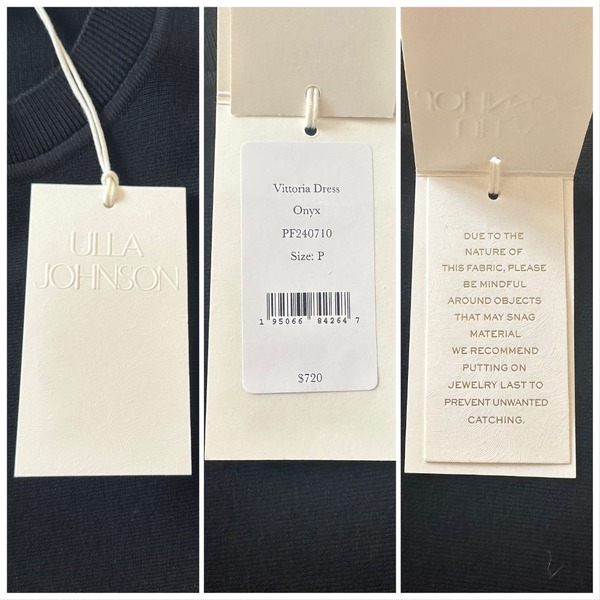 ULLA
JOHNSON
Vittoria Dress
Onyx
PF240710
Size: P
1 95066 84264 7
$720
JOHNSON
ULLA
DUE TO THE
NATURE OF
THIS FABRIC, PLEASE
BE MINDFUL
AROUND OBJECTS
THAT MAY SNAG
MATERIAL
WE RECOMMEND
PUTTING ON
JEWELRY LAST TO
PREVENT UNWANTED
CATCHING.